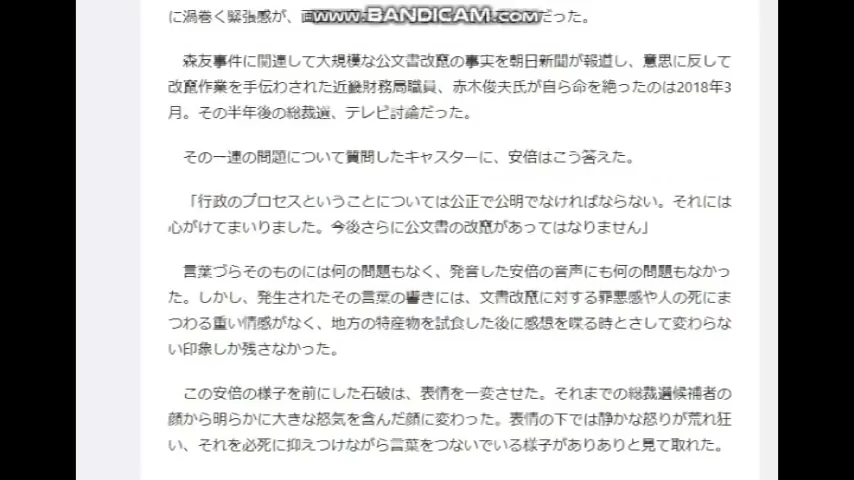 に渦巻く緊張感が、画
www.BANDICAM.com
だった。
森友事件に関連して大規模な公文書改竄の事実を朝日新聞が報道し、意思に反して
改竄作業を手伝わされた近畿財務局職員、赤木俊夫氏が自ら命を絶ったのは2018年3
月。その半年後の総裁選、テレビ討論だった。
その一連の問題について質問したキャスターに、安倍はこう答えた。
「行政のプロセスということについては公正で公明でなければならない。それには
心がけてまいりました。今後さらに公文書の改竄があってはなりません」
言葉づらそのものには何の問題もなく、発音した安倍の音声にも何の問題もなかっ
た。しかし、発生されたその言葉の響きには、文書改竄に対する罪悪感や人の死にま
つわる重い情感がなく、地方の特産物を試食した後に感想を喋る時とさして変わらな
い印象しか残さなかった。
この安倍の様子を前にした石破は、表情を一変させた。それまでの総裁選候補者の
顔から明らかに大きな怒気を含んだ顔に変わった。表情の下では静かな怒りが荒れ狂
い、それを必死に抑えつけながら言葉をつないでいる様子がありありと見て取れた。